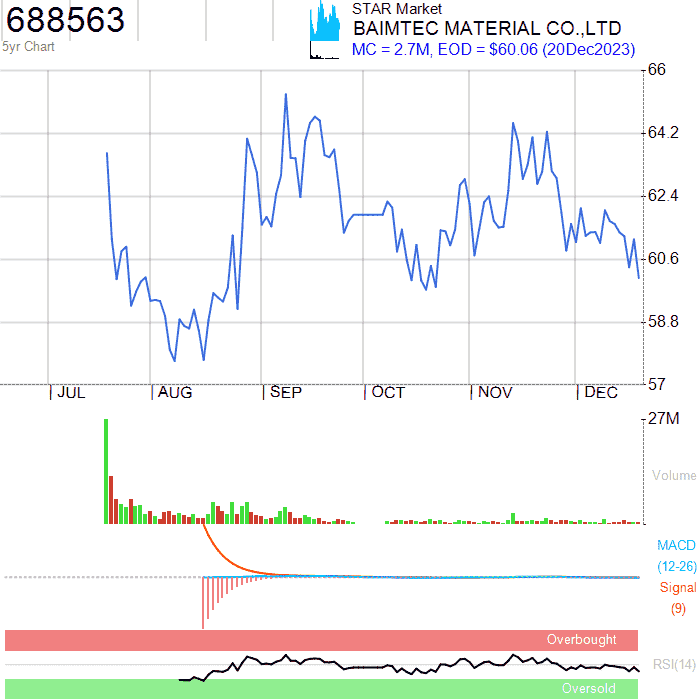 688563
5yr Chart
STAR Market
BAIMTEC MATERIAL CO.,LTD
MC = 2.7M, EOD = $60.06 (20Dec2023)
66
64.2
62.4
60.6
58.8
57
JUL
AUG
SEP
OCT
NOV
DEC
27M
Volume
MACD
(12-26)
Signal
(9)
Overbought
RSI(14)
Oversold